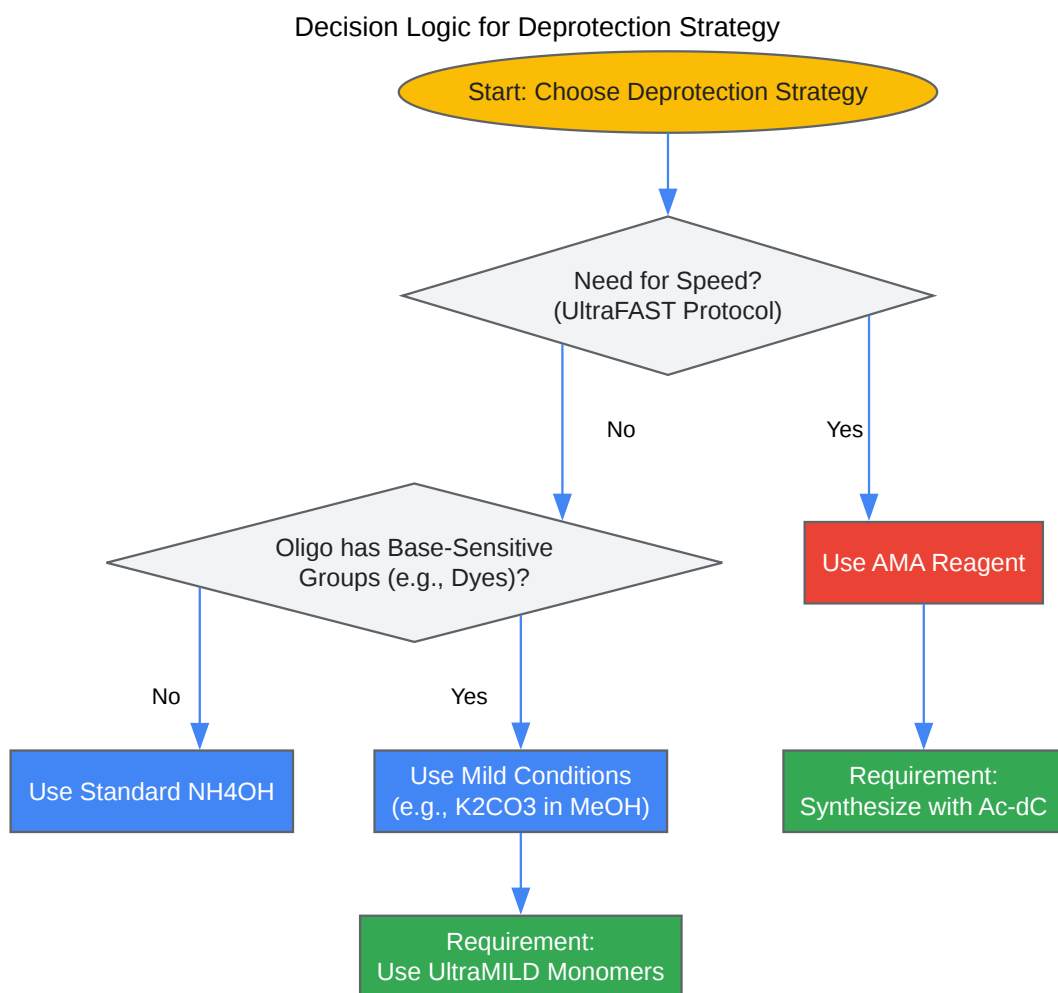 Decision Logic for Deprotection Strategy
Start: Choose Deprotection Strategy
Need for Speed?
(UltraFAST Protocol)
No
Yes
Oligo has Base-Sensitive
Groups (e.g., Dyes)?
Use AMA Reagent
No
Yes
Use Standard NH4OH
Use Mild Conditions
(e.g., K2CO3 in MeOH)
Requirement:
Synthesize with Ac-dC
Requirement:
Use UltraMILD Monomers